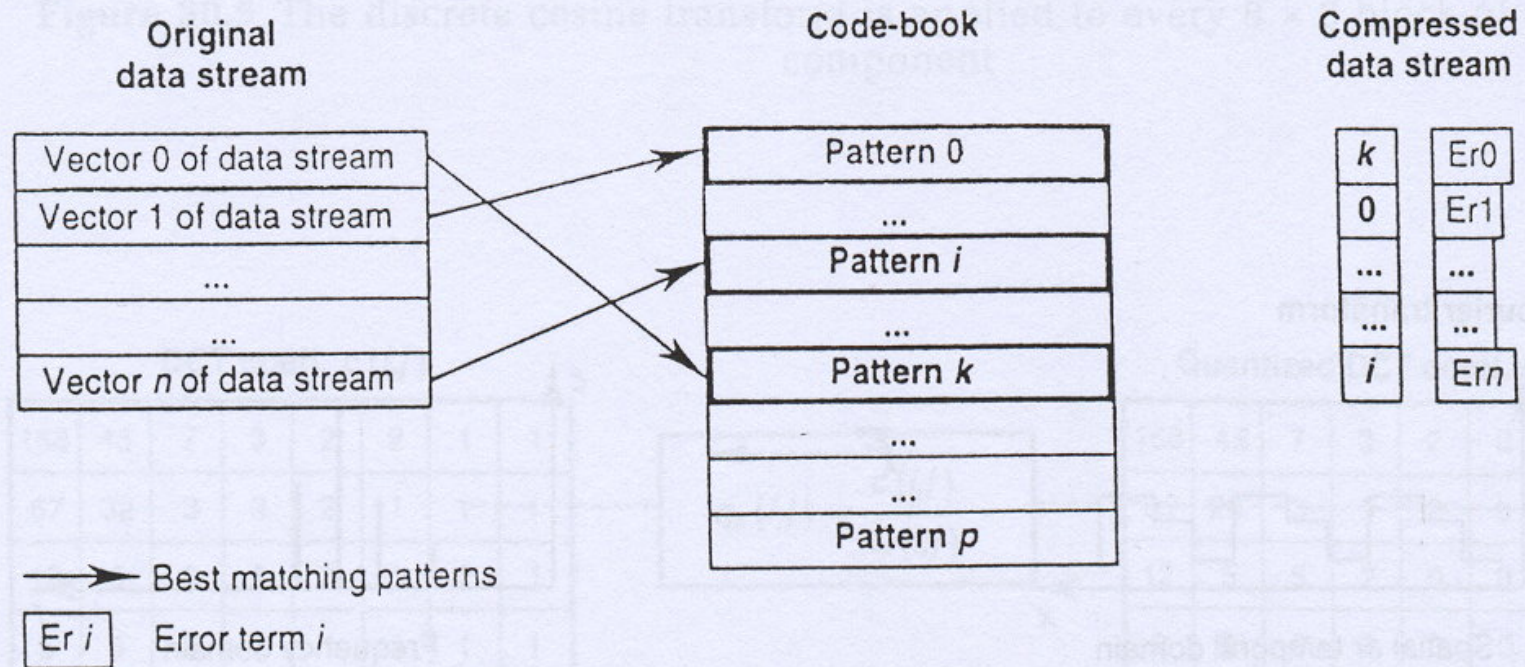 Original
data stream
Vector 0 of data stream
Vector 1 of data stream
...
...
Vector n of data stream
Code-book
Pattern 0
...
Pattern i
...
Pattern k
...
...
Pattern p
Compressed
data stream
k Er0
0 Er1
... ...
... ...
i Ern
Best matching patterns
Er i Error term i